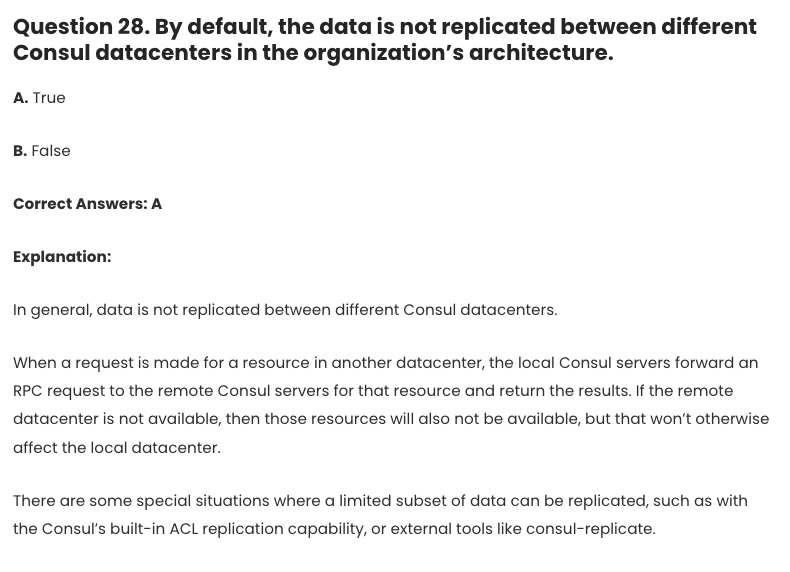 Question 28. By default, the data is not replicated between different
Consul datacenters in the organization’s architecture.
A. True
B. False
Correct Answers: A
Explanation:
In general, data is not replicated between different Consul datacenters.
When a request is made for a resource in another datacenter, the local Consul servers forward an
RPC request to the remote Consul servers for that resource and return the results. If the remote
datacenter is not available, then those resources will also not be available, but that won’t otherwise
affect the local datacenter.
There are some special situations where a limited subset of data can be replicated, such as with
the Consul’s built-in ACL replication capability, or external tools like consul-replicate.